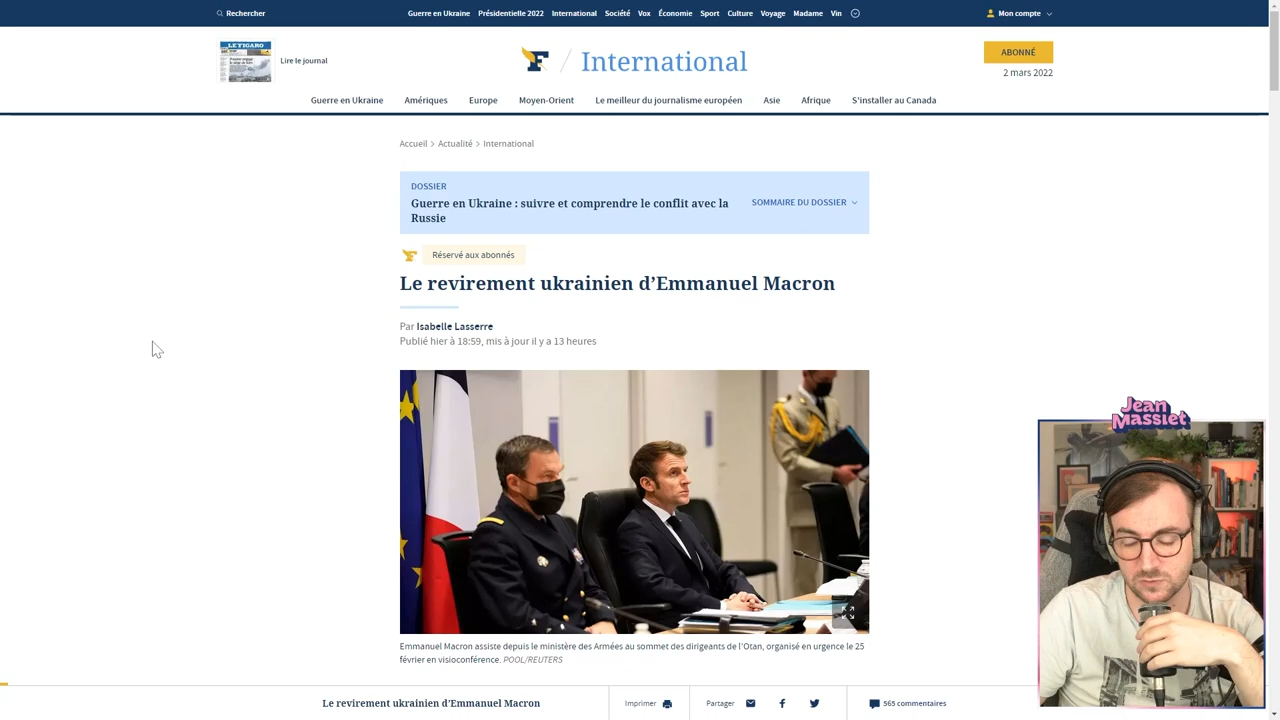 Rechercher
Guerre en Ukraine Présidentielle 2022 International Société Vox Économie Sport Culture Voyage Madame Vin
Mon compte
LE FIGARO
Lire le journal
F / International
ABONNÉ
2 mars 2022
Guerre en Ukraine Amériques Europe Moyen-Orient Le meilleur du journalisme européen Asie Afrique S'installer au Canada
Accueil > Actualité > International
DOSSIER
Guerre en Ukraine : suivre et comprendre le conflit avec la
Russie
SOMMAIRE DU DOSSIER
Réservé aux abonnés
Le revirement ukrainien d'Emmanuel Macron
Par Isabelle Lasserre
Publié hier à 18:59, mis à jour il y a 13 heures
Jean
Massiet
Emmanuel Macron assiste depuis le ministère des Armées au sommet des dirigeants de l'Otan, organisé en urgence le 25
février en visioconférence. POOL/REUTERS
Le revirement ukrainien d'Emmanuel Macron
Imprimer
Partager
565 commentaires